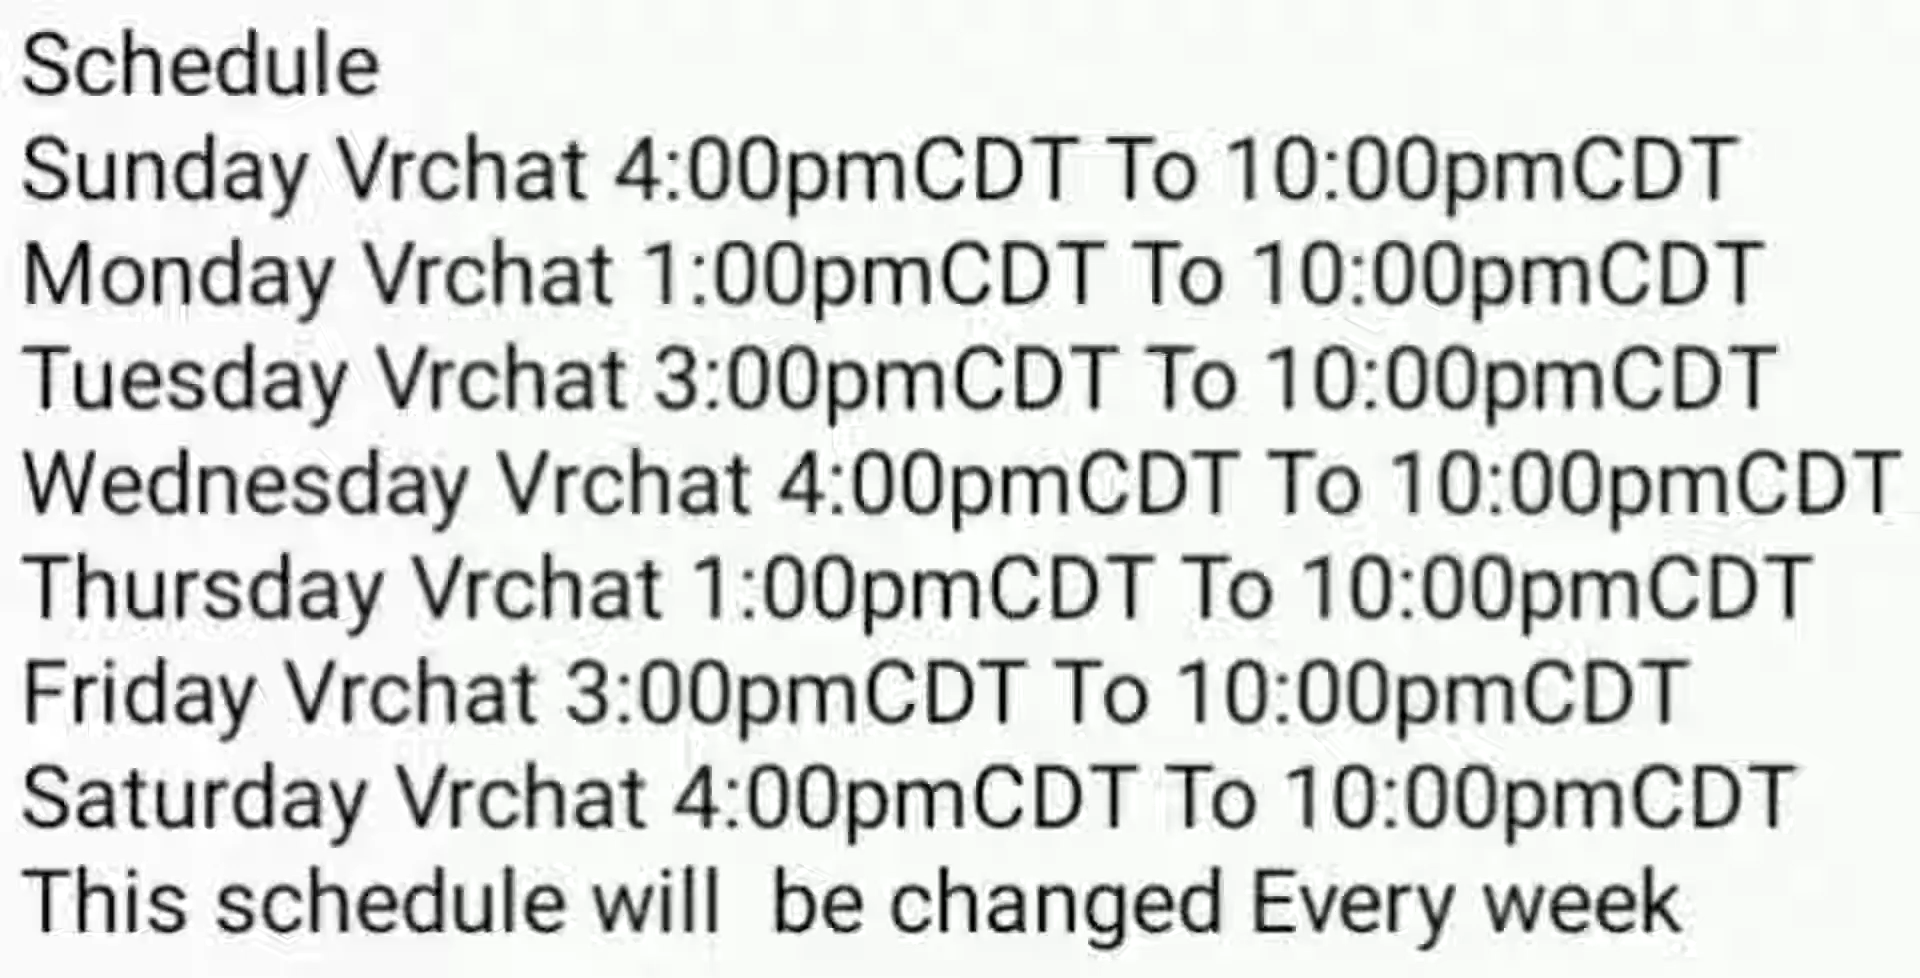 Schedule
Sunday Vrchat 4:00pmCDT To 10:00pmCDT
Monday Vrchat 1:00pmCDT To 10:00pmCDT
Tuesday Vrchat 3:00pmCDT To 10:00pmCDT
Wednesday Vrchat 4:00pmCDT To 10:00pmCDT
Thursday Vrchat 1:00pmCDT To 10:00pmCDT
Friday Vrchat 3:00pmCDT To 10:00pmCDT
Saturday Vrchat 4:00pmCDT To 10:00pmCDT
This schedule will  be changed Every week